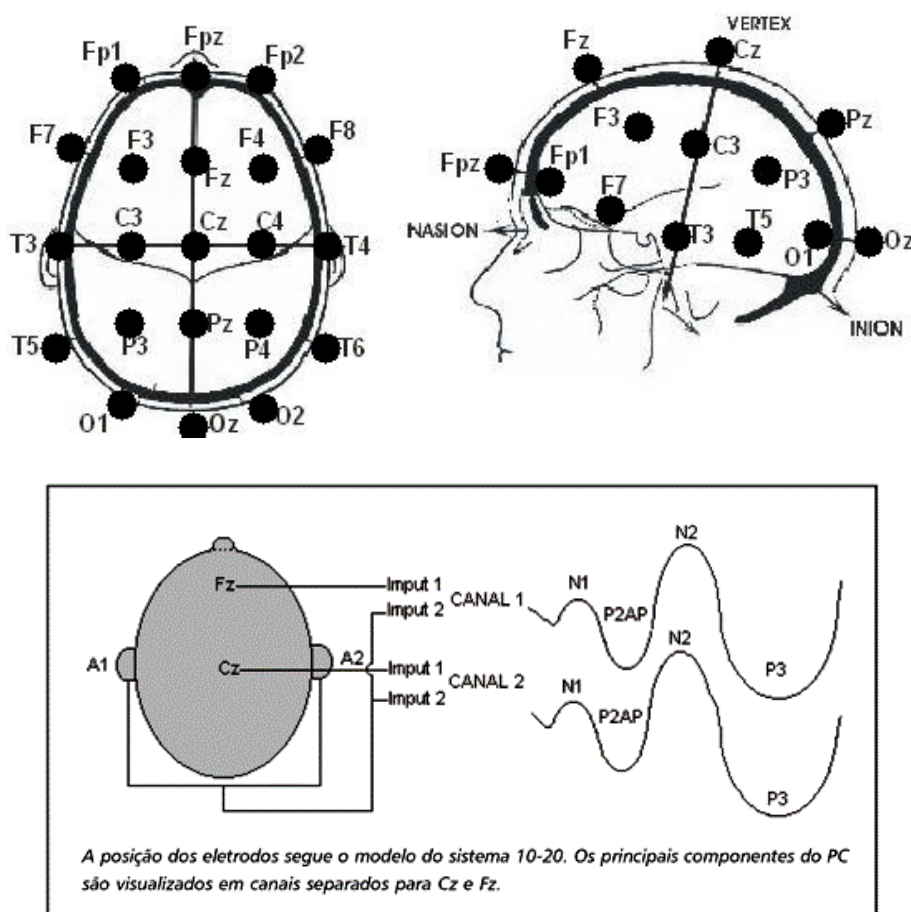 Fpz
Fp1 Fp2
F7 F3 F4 F8
Fz
T3 C3 Cz C4 T4
T5 P3 Pz P4 T6
O1 Oz O2
VERTEX
Fz Cz
F3 C3 Pz
Fpz Fp1 P3
F7
NASION T3 T5 O1 Oz
INION
N2
Fz Imput 1 N1
Imput 2 CANAL 1 P2AP
N2
A1 A2
Cz Imput 1 P3
CANAL 2 N1
Imput 2 P2AP
P3
A posição dos eletrodos segue o modelo do sistema 10-20. Os principais componentes do PC
são visualizados em canais separados para Cz e Fz.